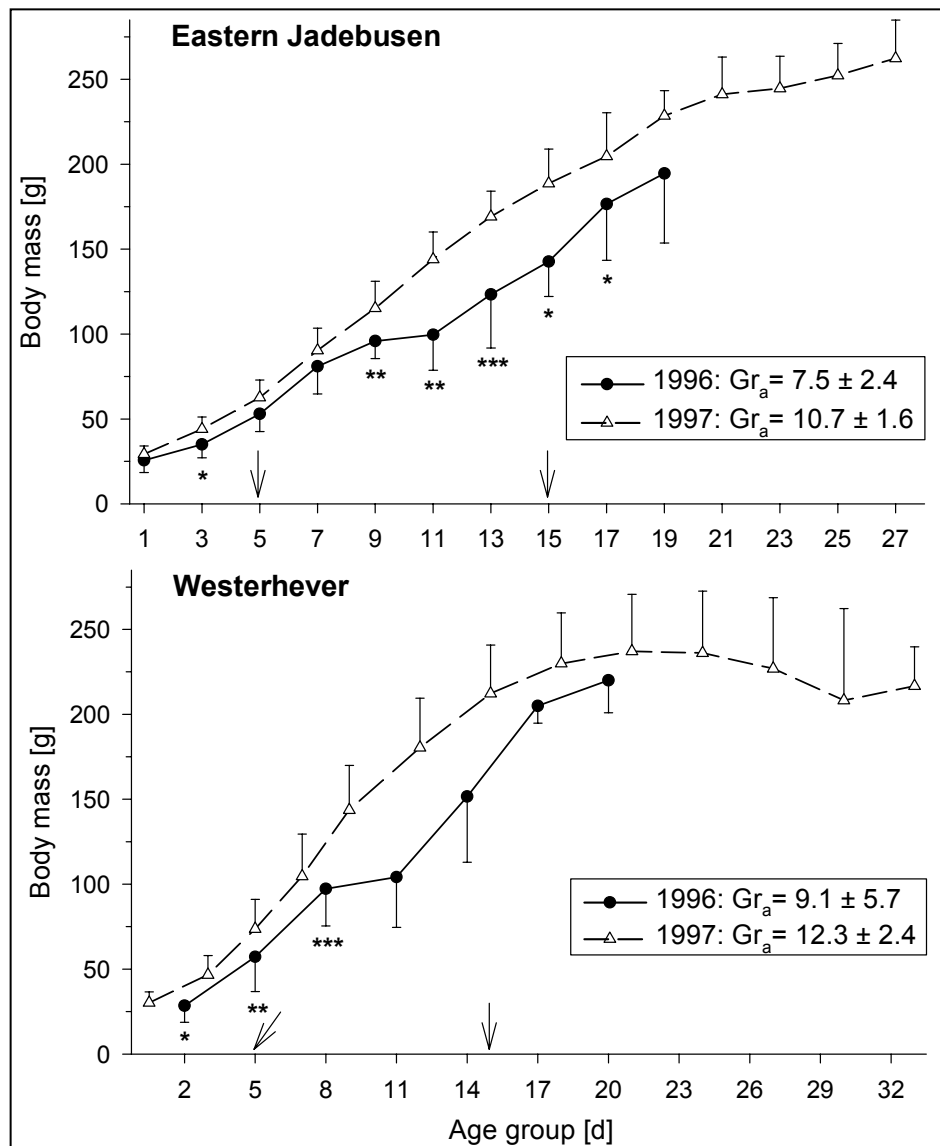 Eastern Jadebusen
Body mass [g]
250
200
150
100
50
0
* ** ** *** * *
1996: Grₐ= 7.5 ± 2.4
1997: Grₐ= 10.7 ± 1.6
1 3 5 7 9 11 13 15 17 19 21 23 25 27
Westerhever
Body mass [g]
250
200
150
100
50
0
* ** ***
1996: Grₐ= 9.1 ± 5.7
1997: Grₐ= 12.3 ± 2.4
2 5 8 11 14 17 20 23 26 29 32
Age group [d]